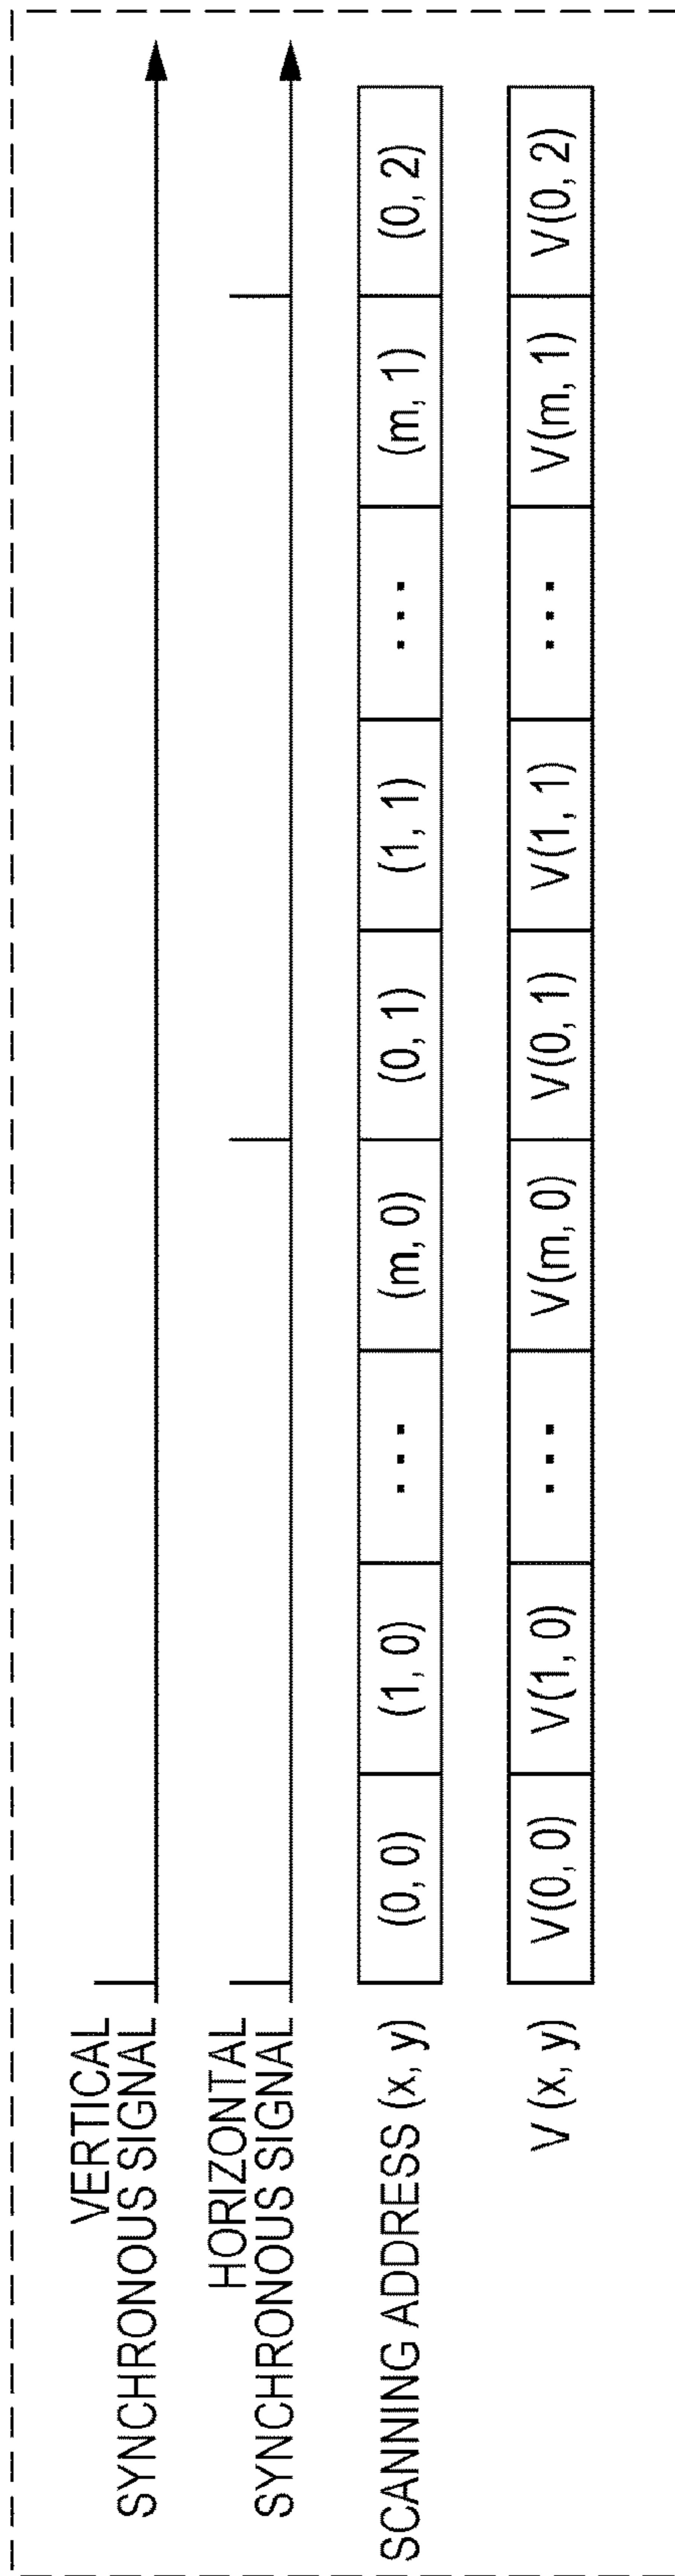 VERTICAL
SYNCHRONOUS SIGNAL
HORIZONTAL
SYNCHRONOUS SIGNAL
SCANNING ADDRESS (x, y) (0, 0) (1, 0) ... (m, 0) (0, 1) (1, 1) ... (m, 1) (0, 2)
V (x, y) V(0, 0) V(1, 0) ... V(m, 0) V(0, 1) V(1, 1) ... V(m, 1) V(0, 2)